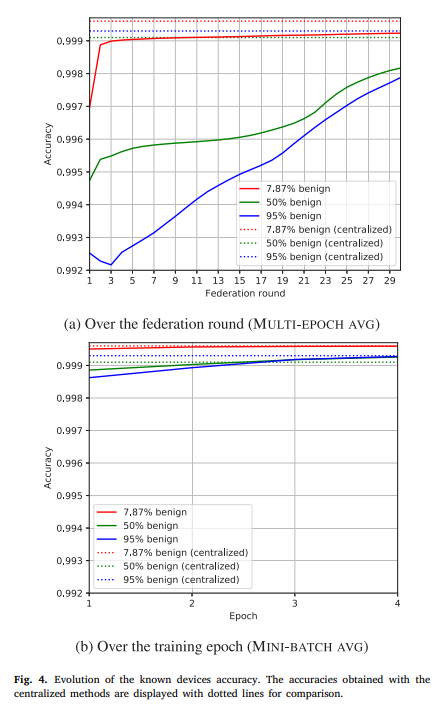 0.999
0.998
0.997
0.996
0.995
0.994
0.993
0.992
Accuracy
7.87% benign
50% benign
95% benign
7.87% benign (centralized)
50% benign (centralized)
95% benign (centralized)
1 3 5 7 9 11 13 15 17 19 21 23 25 27 29
Federation round
(a) Over the federation round (MULTI-EPOCH AVG)
0.999
0.998
0.997
0.996
0.995
0.994
0.993
0.992
Accuracy
7.87% benign
50% benign
95% benign
7.87% benign (centralized)
50% benign (centralized)
95% benign (centralized)
1 2 3 4
Epoch
(b) Over the training epoch (MINI-BATCH AVG)
Fig. 4. Evolution of the known devices accuracy. The accuracies obtained with the
centralized methods are displayed with dotted lines for comparison.